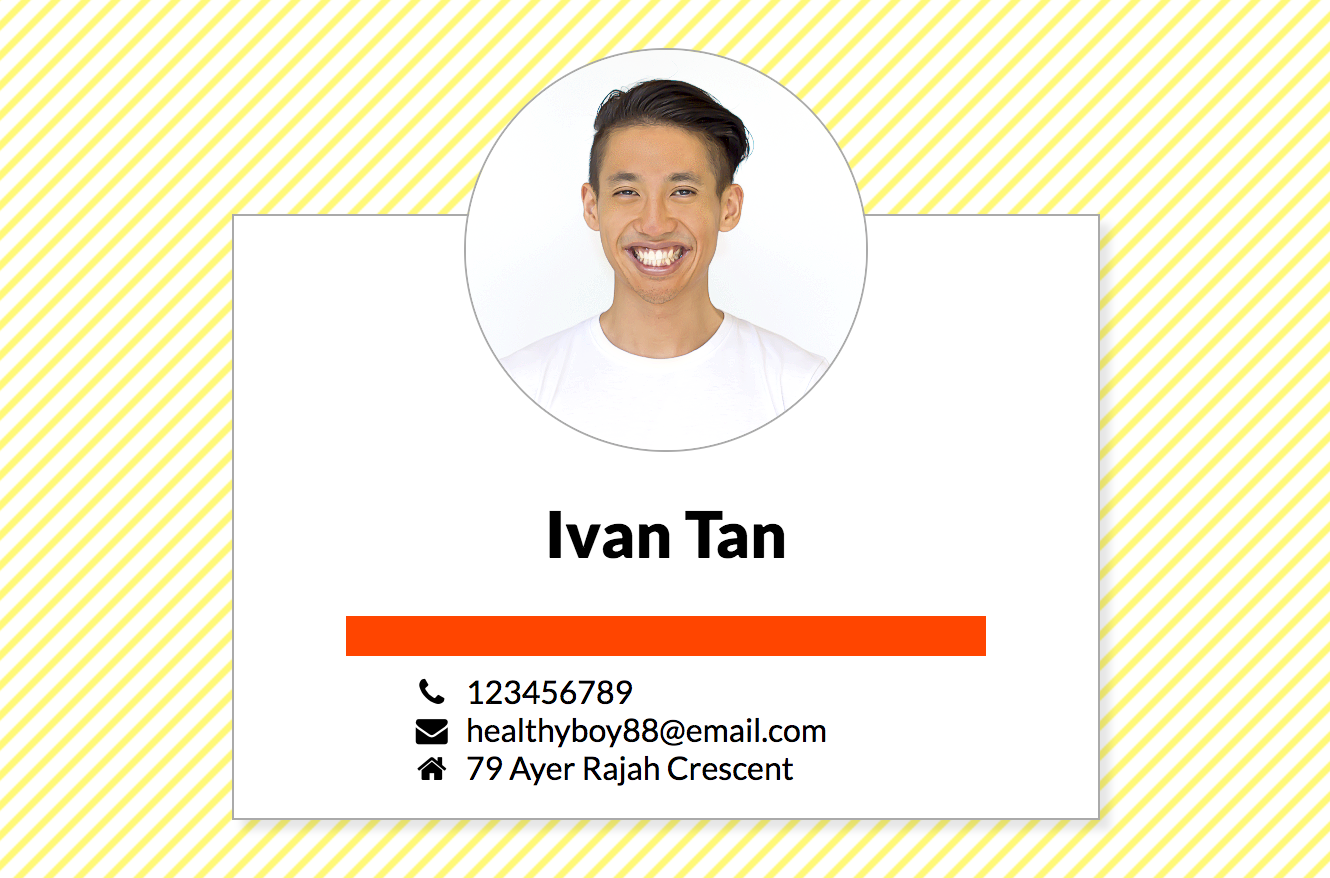 Ivan Tan
123456789
healthyboy88@email.com
79 Ayer Rajah Crescent